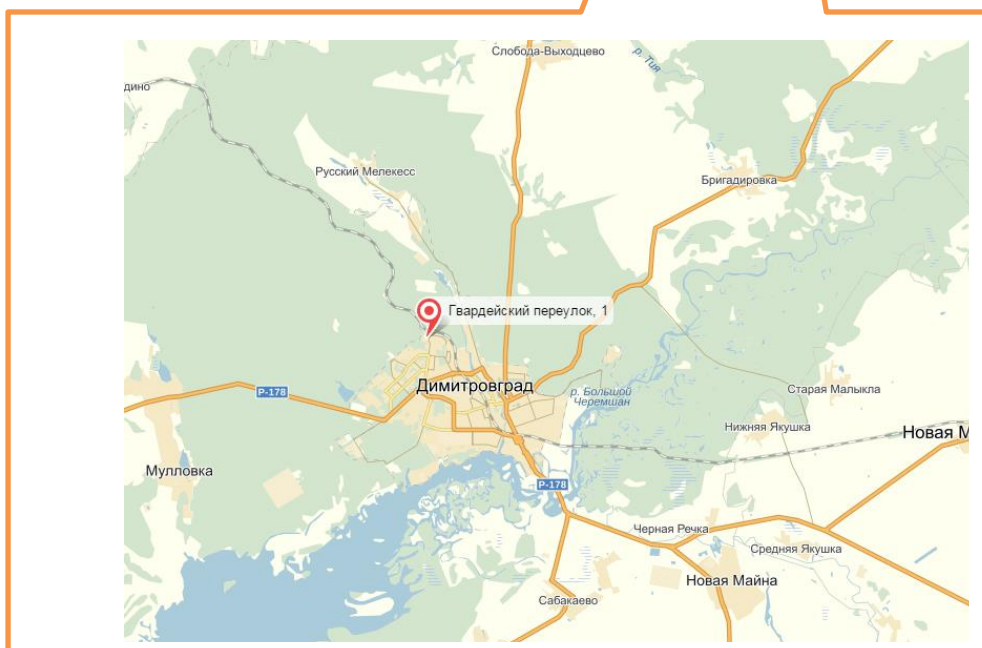 Слобода-Выходцево
р. Тия
дино
Русский Мелекесс
Бригадировка
Гвардейский переулок, 1
Димитровград
Р-178
р. Большой
Черемшан
Старая Малыкла
Нижняя Якушка
Новая М
Мулловка
Р-178
Черная Речка
Средняя Якушка
Новая Майна
Сабакаево